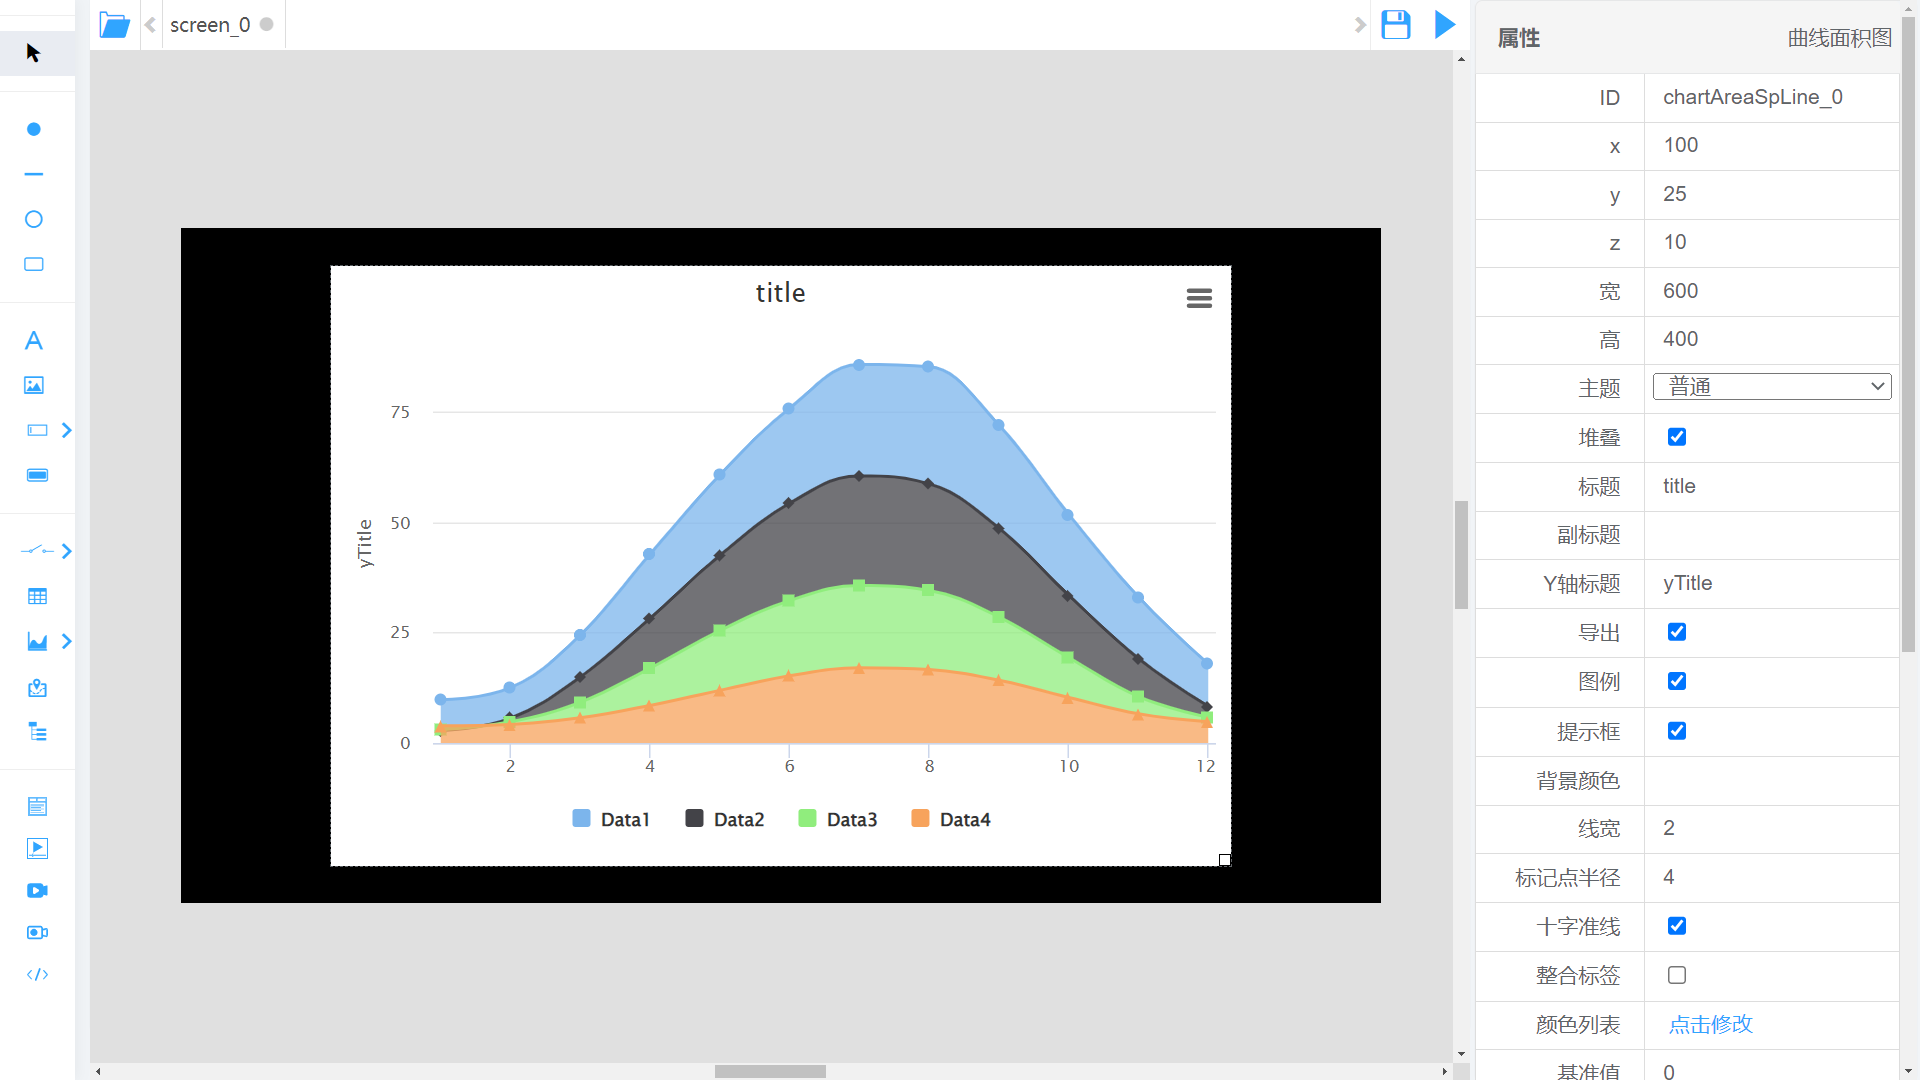 screen_0
title
75
50
25
0
yTitle
2
4
6
8
10
12
Data1
Data2
Data3
Data4
属性
曲线面积图
ID
chartAreaSpLine_0
x
100
y
25
z
10
宽
600
高
400
主题
普通
堆叠
标题
title
副标题
Y轴标题
yTitle
导出
图例
提示框
背景颜色
线宽
2
标记点半径
4
十字准线
整合标签
颜色列表
点击修改
基准值
0